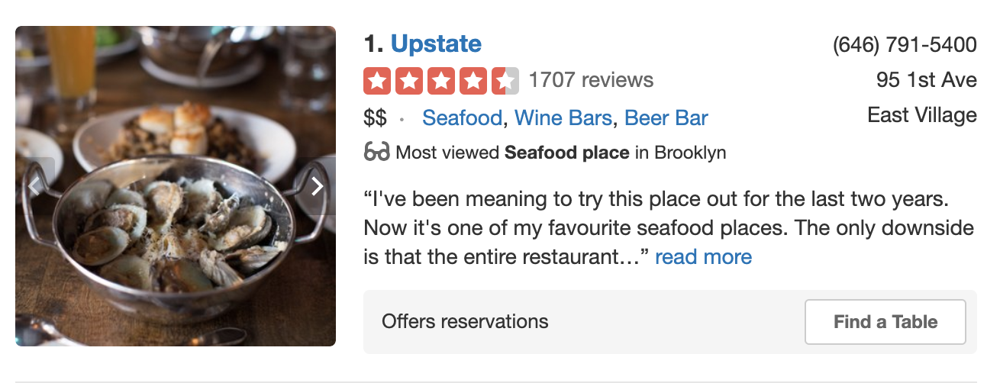 1. Upstate
(646) 791-5400
1707 reviews
95 1st Ave
$$ · Seafood, Wine Bars, Beer Bar
East Village
Most viewed Seafood place in Brooklyn
“I've been meaning to try this place out for the last two years.
Now it's one of my favourite seafood places. The only downside
is that the entire restaurant…” read more
Offers reservations
Find a Table